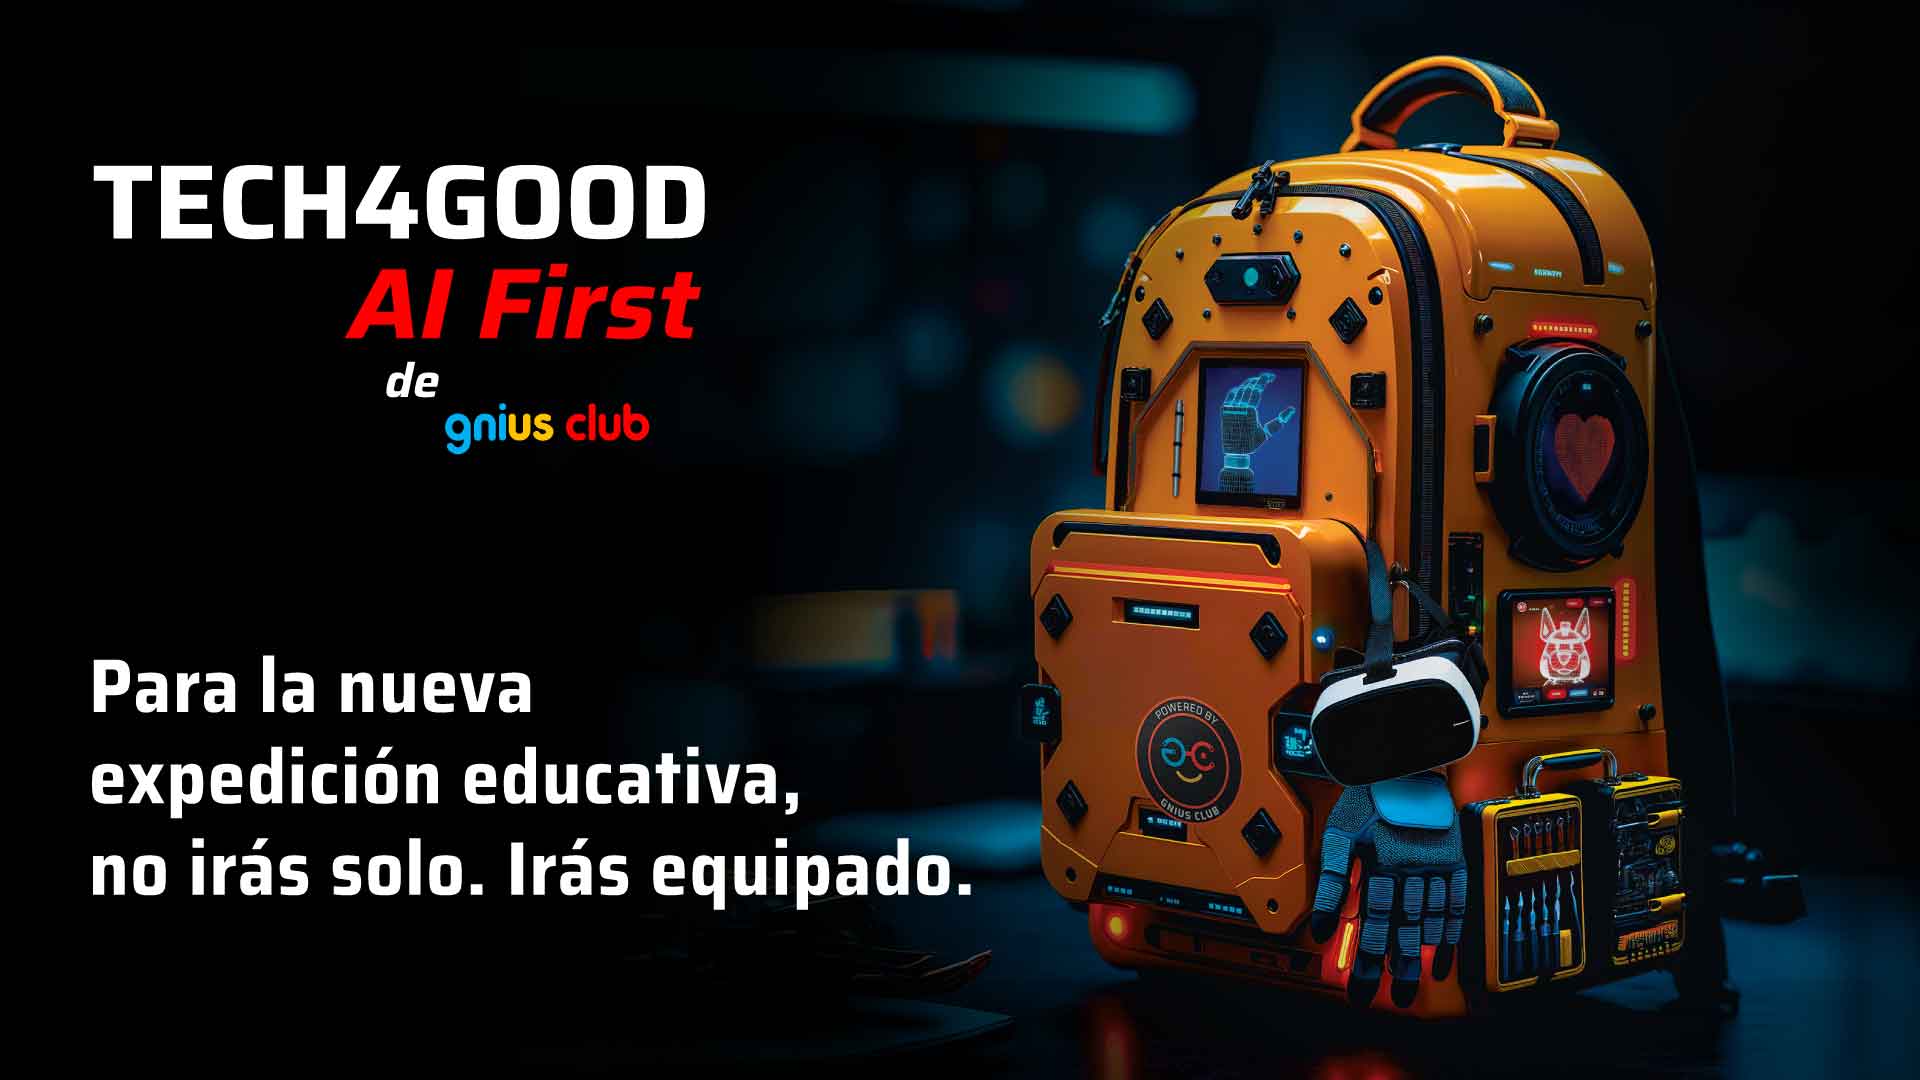 TECH4GOOD
AI First
de
gnius club
Para la nueva
expedición educativa,
no irás solo. Irás equipado.
POWERED BY
GNIUS CLUB